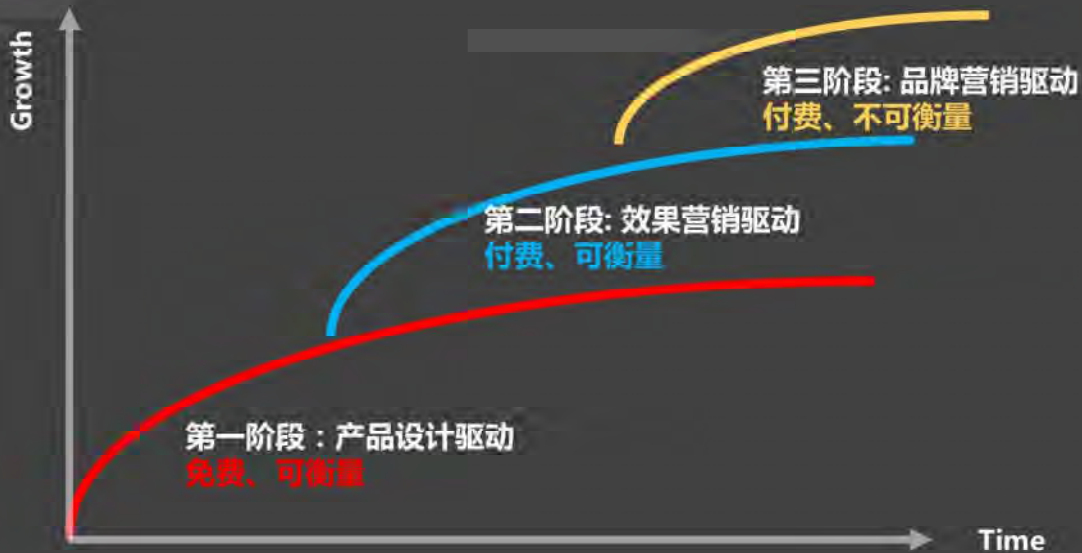 Growth
第三阶段: 品牌营销驱动
付费、不可衡量
第二阶段: 效果营销驱动
付费、可衡量
第一阶段：产品设计驱动
免费、可衡量
Time